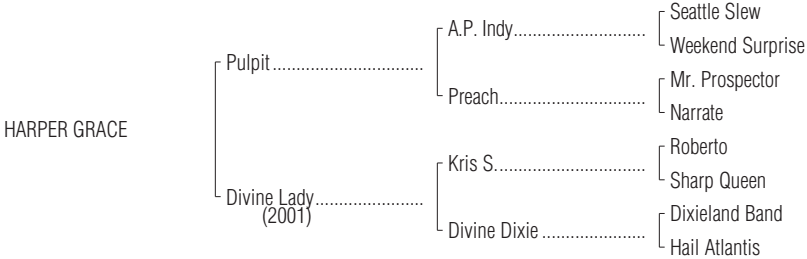 Seattle Slew
A.P. Indy..............................
Weekend Surprise
Pulpit..................................
Mr. Prospector
Preach..................................
Narrate
HARPER GRACE
Roberto
Kris S..................................
Sharp Queen
Divine Lady.........................
(2001)
Dixieland Band
Divine Dixie .........................
Hail Atlantis